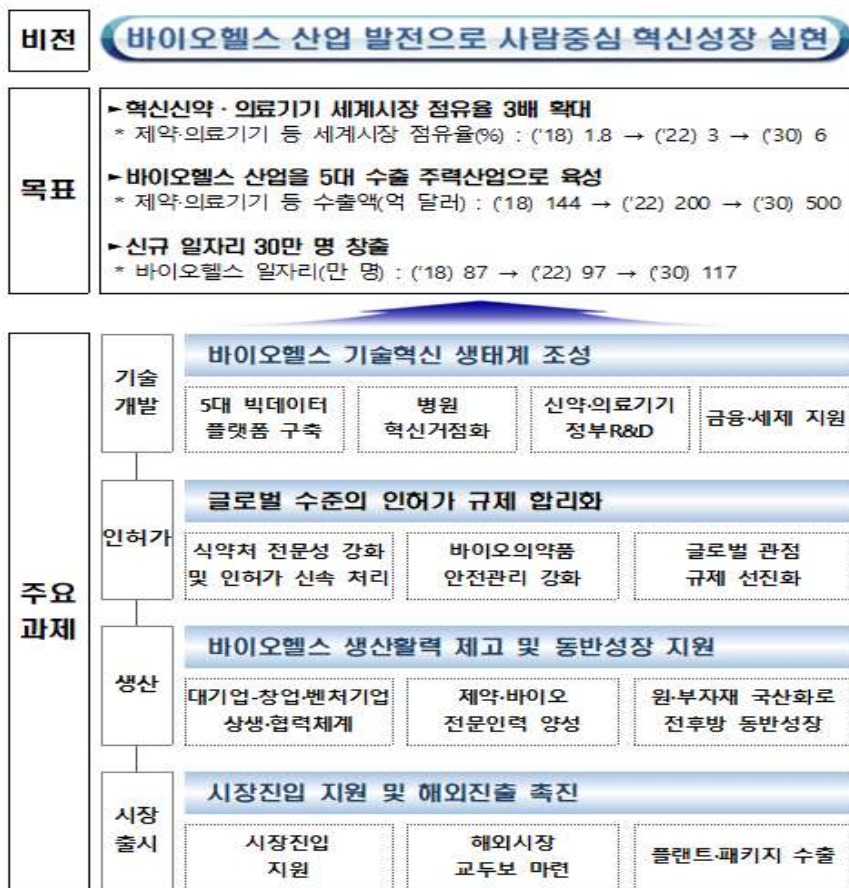 비전
바이오헬스 산업 발전으로 사람중심 혁신성장 실현
목표
►혁신신약·의료기기 세계시장 점유율 3배 확대
* 제약·의료기기 등 세계시장 점유율(%) : ('18) 1.8 → ('22) 3 → ('30) 6
►바이오헬스 산업을 5대 수출 주력산업으로 육성
* 제약·의료기기 등 수출액(억 달러) : ('18) 144 → ('22) 200 → ('30) 500
►신규 일자리 30만 명 창출
* 바이오헬스 일자리(만 명) : ('18) 87 → ('22) 97 → ('30) 117
주요
과제
기술
개발
바이오헬스 기술혁신 생태계 조성
5대 빅데이터
플랫폼 구축
병원
혁신거점화
신약·의료기기
정부R&D
금융·세제 지원
인허가
글로벌 수준의 인허가 규제 합리화
식약처 전문성 강화
및 인허가 신속 처리
바이오의약품
안전관리 강화
글로벌 관점
규제 선진화
생산
바이오헬스 생산활력 제고 및 동반성장 지원
대기업-창업·벤처기업
상생·협력체계
제약·바이오
전문인력 양성
원·부자재 국산화로
전후방 동반성장
시장
출시
시장진입 지원 및 해외진출 촉진
시장진입
지원
해외시장
교두보 마련
플랜트·패키지 수출